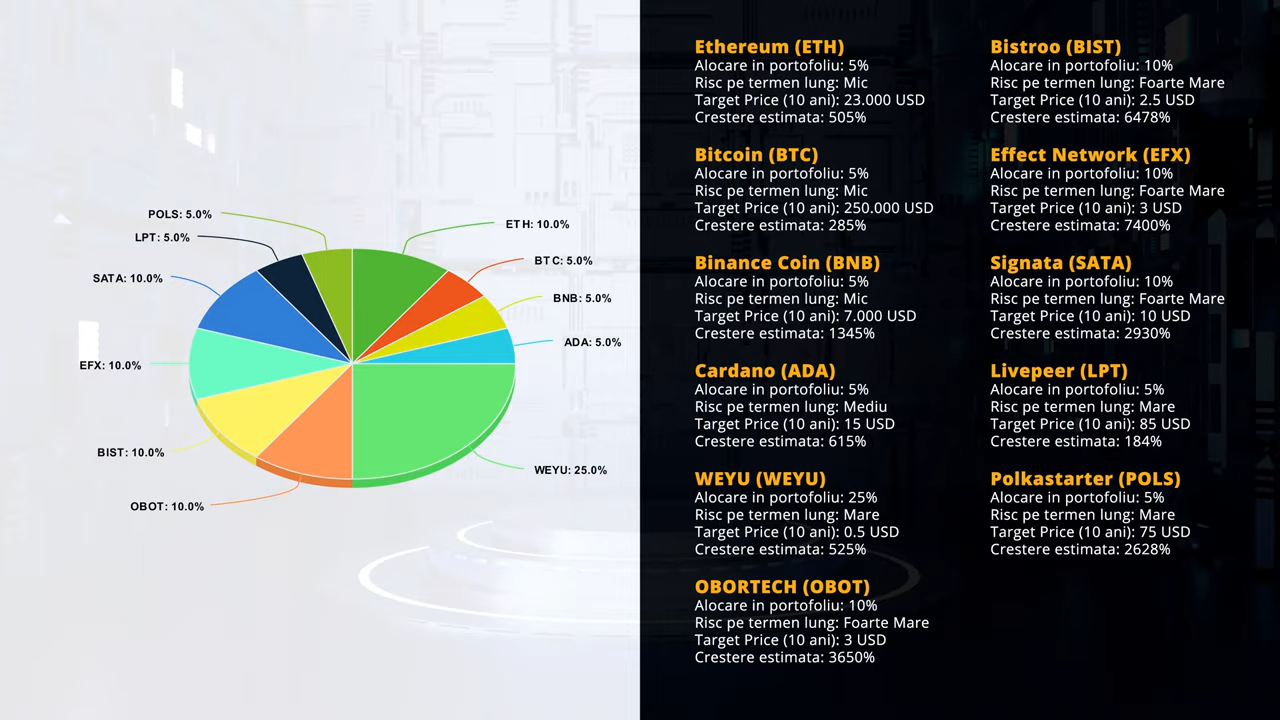 POLS: 5.0%
LPT: 5.0%
SATA: 10.0%
EFX: 10.0%
BIST: 10.0%
OBOT: 10.0%
ETH: 10.0%
BTC: 5.0%
BNB: 5.0%
ADA: 5.0%
WEYU: 25.0%
Ethereum (ETH)
Alocare in portofoliu: 5%
Risc pe termen lung: Mic
Target Price (10 ani): 23.000 USD
Crestere estimata: 505%
Bitcoin (BTC)
Alocare in portofoliu: 5%
Risc pe termen lung: Mic
Target Price (10 ani): 250.000 USD
Crestere estimata: 285%
Binance Coin (BNB)
Alocare in portofoliu: 5%
Risc pe termen lung: Mic
Target Price (10 ani): 7.000 USD
Crestere estimata: 1345%
Cardano (ADA)
Alocare in portofoliu: 5%
Risc pe termen lung: Mediu
Target Price (10 ani): 15 USD
Crestere estimata: 615%
WEYU (WEYU)
Alocare in portofoliu: 25%
Risc pe termen lung: Mare
Target Price (10 ani): 0.5 USD
Crestere estimata: 525%
OBORTECH (OBOT)
Alocare in portofoliu: 10%
Risc pe termen lung: Foarte Mare
Target Price (10 ani): 3 USD
Crestere estimata: 3650%
Bistroo (BIST)
Alocare in portofoliu: 10%
Risc pe termen lung: Foarte Mare
Target Price (10 ani): 2.5 USD
Crestere estimata: 6478%
Effect Network (EFX)
Alocare in portofoliu: 10%
Risc pe termen lung: Foarte Mare
Target Price (10 ani): 3 USD
Crestere estimata: 7400%
Signata (SATA)
Alocare in portofoliu: 10%
Risc pe termen lung: Foarte Mare
Target Price (10 ani): 10 USD
Crestere estimata: 2930%
Livepeer (LPT)
Alocare in portofoliu: 5%
Risc pe termen lung: Mare
Target Price (10 ani): 85 USD
Crestere estimata: 184%
Polkastarter (POLS)
Alocare in portofoliu: 5%
Risc pe termen lung: Mare
Target Price (10 ani): 75 USD
Crestere estimata: 2628%